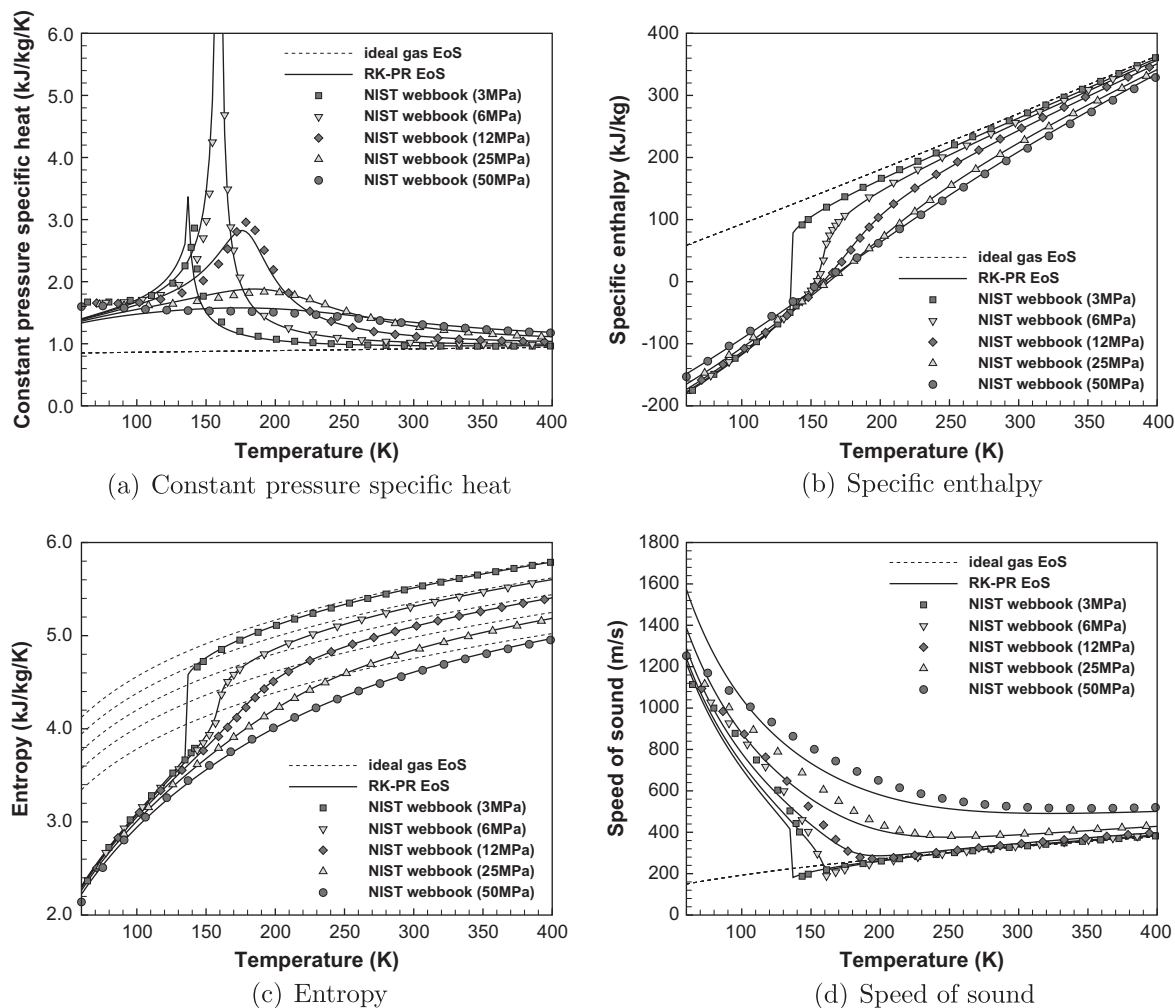 6.0
5.0
4.0
3.0
2.0
1.0
0.0
Constant pressure specific heat (kJ/kg/K)
ideal gas EoS
RK-PR EoS
NIST webbook (3MPa)
NIST webbook (6MPa)
NIST webbook (12MPa)
NIST webbook (25MPa)
NIST webbook (50MPa)
100 150 200 250 300 350 400
Temperature (K)
(a) Constant pressure specific heat
400
300
200
100
0
-100
-200
Specific enthalpy (kJ/kg)
ideal gas EoS
RK-PR EoS
NIST webbook (3MPa)
NIST webbook (6MPa)
NIST webbook (12MPa)
NIST webbook (25MPa)
NIST webbook (50MPa)
100 150 200 250 300 350 400
Temperature (K)
(b) Specific enthalpy
6.0
5.0
4.0
3.0
2.0
Entropy (kJ/kg/K)
ideal gas EoS
RK-PR EoS
NIST webbook (3MPa)
NIST webbook (6MPa)
NIST webbook (12MPa)
NIST webbook (25MPa)
NIST webbook (50MPa)
100 150 200 250 300 350 400
Temperature (K)
(c) Entropy
1800
1600
1400
1200
1000
800
600
400
200
0
Speed of sound (m/s)
ideal gas EoS
RK-PR EoS
NIST webbook (3MPa)
NIST webbook (6MPa)
NIST webbook (12MPa)
NIST webbook (25MPa)
NIST webbook (50MPa)
100 150 200 250 300 350 400
Temperature (K)
(d) Speed of sound